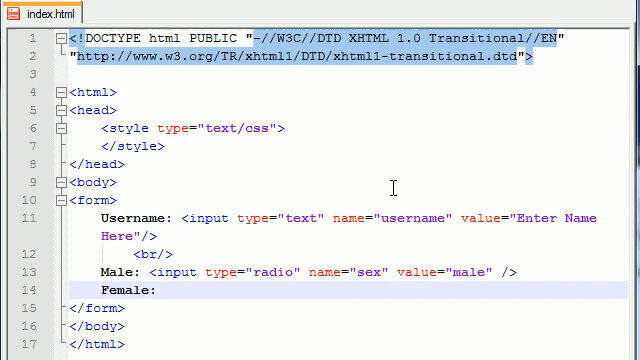 index.html
1 <!DOCTYPE html PUBLIC "-//W3C//DTD XHTML 1.0 Transitional//EN"
2 "http://www.w3.org/TR/xhtml1/DTD/xhtml1-transitional.dtd">
3
4 <html>
5 <head>
6 <style type="text/css">
7 </style>
8 </head>
9 <body>
10 <form>
11 Username: <input type="text" name="username" value="Enter Name
Here"/>
12 <br/>
13 Male: <input type="radio" name="sex" value="male" />
14 Female:
15 </form>
16 </body>
17 </html>